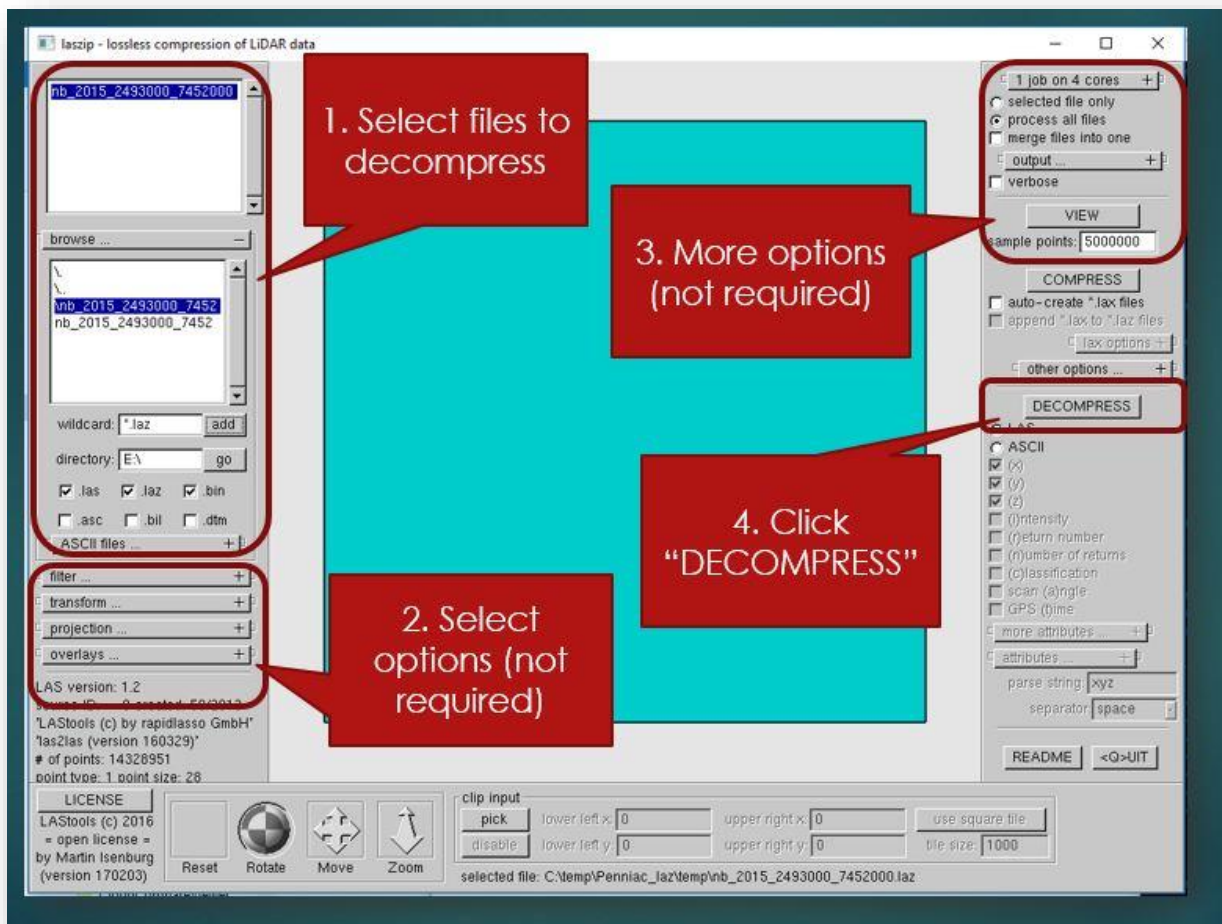 laszip - lossless compression of LiDAR data
nb_2015_2493000_7452000
browse ...
\.
\..
\nb_2015_2493000_7452
nb_2015_2493000_7452
wildcard: *.laz add
directory: E:\ go
.las .laz .bin
.asc .bil .dtm
ASCII files ...
filter ...
transform ...
projection ...
overlays ...
LAS version: 1.2
"LAStools (c) by rapidlasso GmbH"
"las2las (version 160329)"
# of points: 14328951
point type: 1 point size: 28
1. Select files to
decompress
2. Select
options (not
required)
3. More options
(not required)
4. Click
"DECOMPRESS"
1 job on 4 cores
selected file only
process all files
merge files into one
output ...
verbose
VIEW
sample points: 5000000
COMPRESS
auto-create *.lax files
append *.lax to *.laz files
lax options
other options ...
DECOMPRESS
LAS
ASCII
(x)
(y)
(z)
(i)ntensity
(r)eturn number
(n)umber of returns
(c)lassification
scan (a)ngle
GPS (t)ime
more attributes ...
attributes ...
parse string: xyz
separator: space
README <Q>UIT
LICENSE
LAStools (c) 2016
= open license =
by Martin Isenburg
(version 170203)
Reset Rotate Move Zoom
clip input
pick lower left x: 0 upper right x: 0 use square tile
disable lower left y: 0 upper right y: 0 tile size: 1000
selected file: C:\temp\Penniac_laz\temp\nb_2015_2493000_7452000.laz